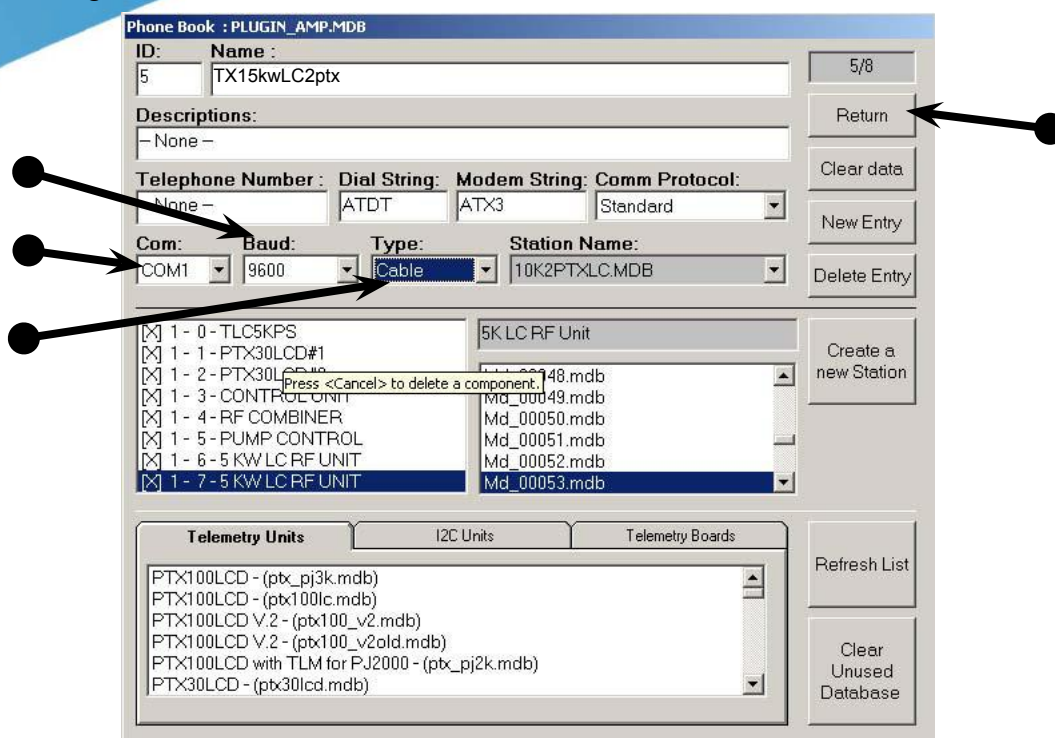 Phone Book : PLUGIN_AMP.MDB
ID: Name :
5 TX15kwLC2ptx
5/8
Descriptions:
Return
– None –
Telephone Number : Dial String: Modem String: Comm Protocol:
Clear data
– None – ATDT ATX3 Standard
New Entry
Com: Baud: Type: Station Name:
COM1 9600 Cable 10K2PTXLC.MDB
Delete Entry
[X] 1 - 0 - TLC5KPS
[X] 1 - 1 - PTX30LCD#1
[X] 1 - 2 - PTX30L
[X] 1 - 3 - CONTROL UNIT
[X] 1 - 4 - RF COMBINER
[X] 1 - 5 - PUMP CONTROL
[X] 1 - 6 - 5 KW LC RF UNIT
[X] 1 - 7 - 5 KW LC RF UNIT
Press <Cancel> to delete a component.
5K LC RF Unit
48.mdb
Md_00049.mdb
Md_00050.mdb
Md_00051.mdb
Md_00052.mdb
Md_00053.mdb
Create a
new Station
Telemetry Units I2C Units Telemetry Boards
PTX100LCD - (ptx_pj3k.mdb)
PTX100LCD - (ptx100lc.mdb)
PTX100LCD V.2 - (ptx100_v2.mdb)
PTX100LCD V.2 - (ptx100_v2old.mdb)
PTX100LCD with TLM for PJ2000 - (ptx_pj2k.mdb)
PTX30LCD - (ptx30lcd.mdb)
Refresh List
Clear
Unused
Database